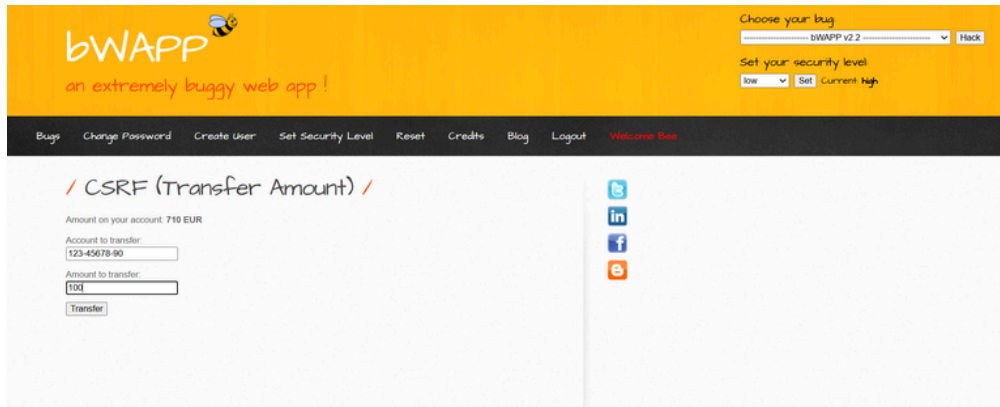 bWAPP
an extremely buggy web app !
Choose your bug:
-------------------- bWAPP v2.2 --------------------
Hack
Set your security level:
low Set Current: high
Bugs Change Password Create User Set Security Level Reset Credits Blog Logout Welcome Bee
/ CSRF (Transfer Amount) /
Amount on your account: 710 EUR
Account to transfer:
123-45678-90
Amount to transfer:
100
Transfer